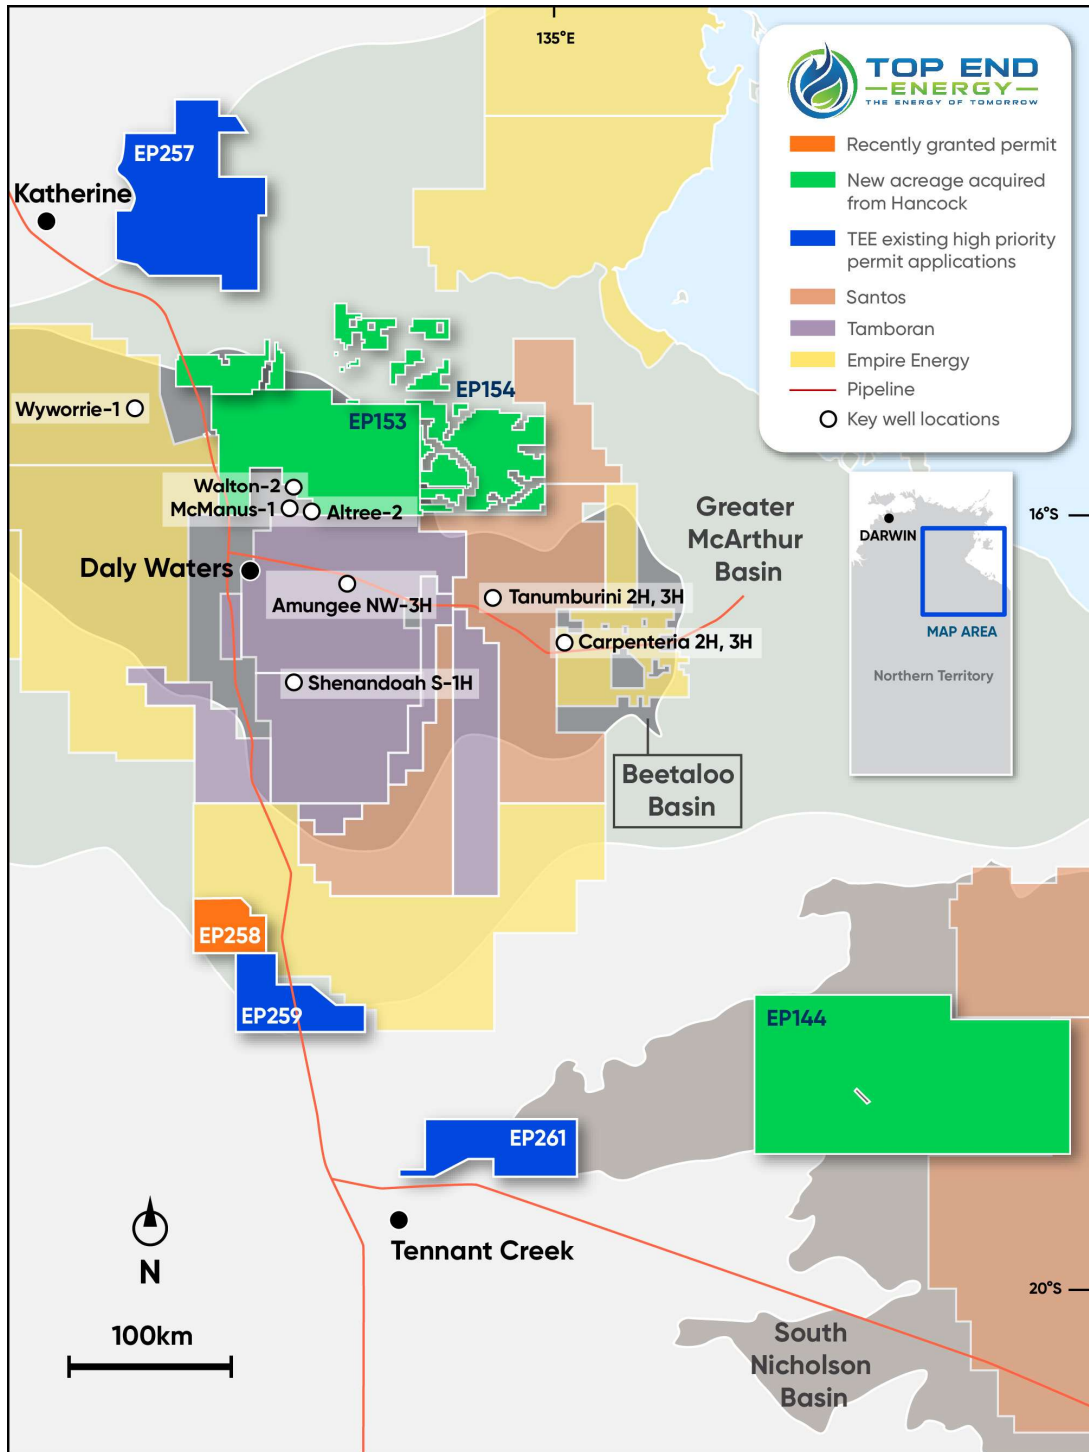 135°E
TOP END
ENERGY
THE ENERGY OF TOMORROW
Recently granted permit
New acreage acquired
from Hancock
TEE existing high priority
permit applications
Santos
Tamboran
Empire Energy
Pipeline
Key well locations
EP257
Katherine
EP154
Wyworrie-1
EP153
Walton-2
McManus-1
Altree-2
Greater
McArthur
Basin
16°S
DARWIN
MAP AREA
Northern Territory
Daly Waters
Amungee NW-3H
Tanumburini 2H, 3H
Carpenteria 2H, 3H
Shenandoah S-1H
Beetaloo
Basin
EP258
EP259
EP144
EP261
Tennant Creek
N
100km
20°S
South
Nicholson
Basin